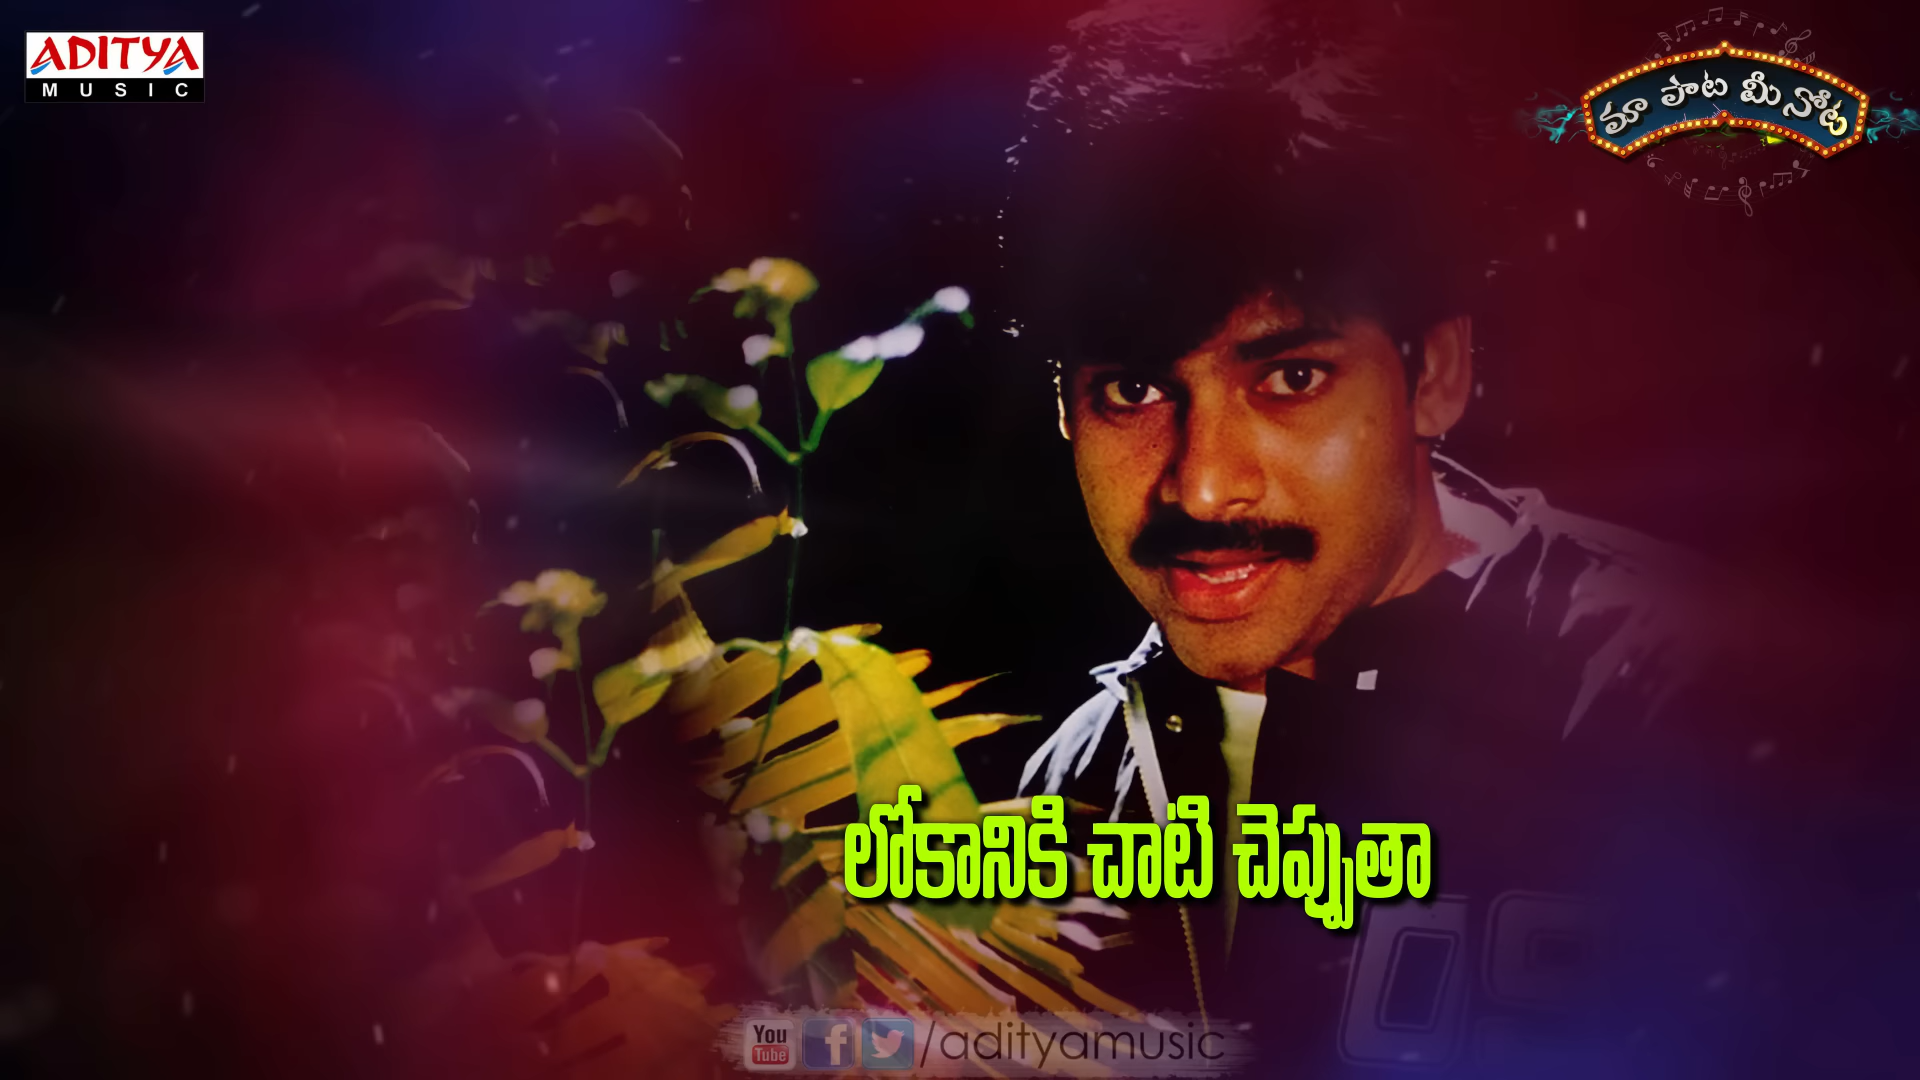 ADITYA
MUSIC
మా పాట మీ నోట
లోకానికి చాటి చెప్పుతా
You
Tube
/adityamusic